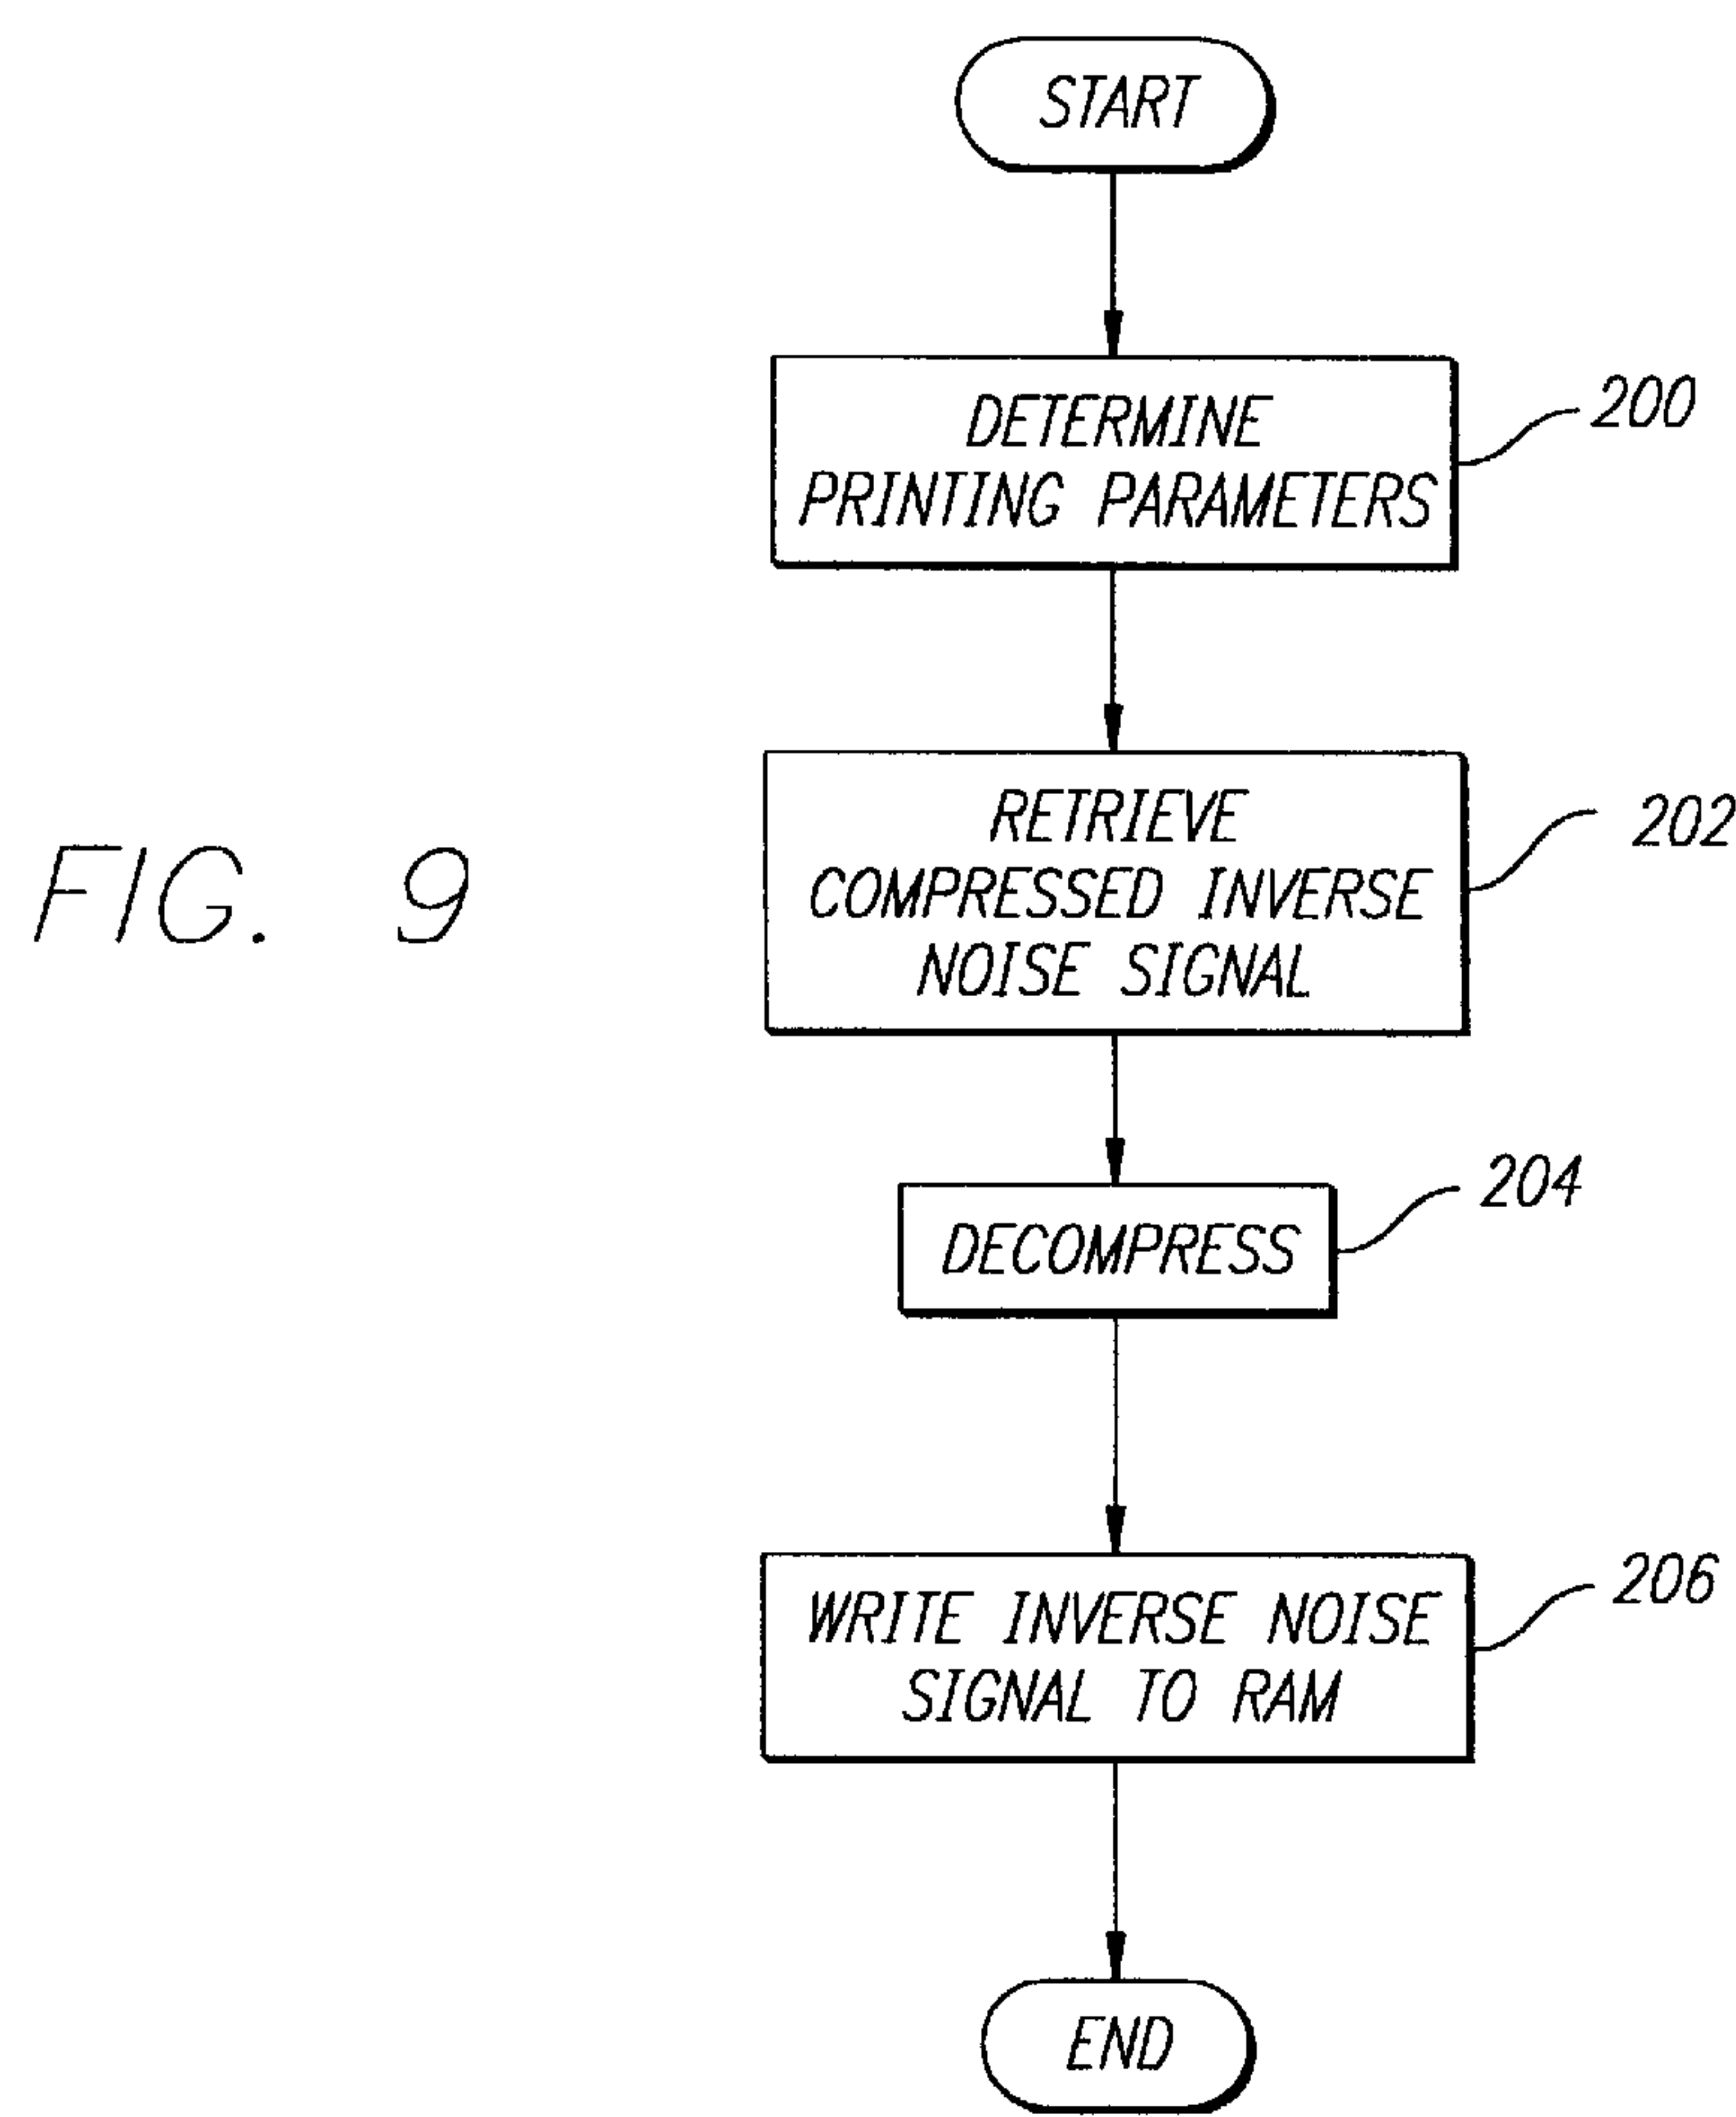 START
DETERMINE
PRINTING PARAMETERS
200
RETRIEVE
COMPRESSED INVERSE
NOISE SIGNAL
202
FIG. 9
DECOMPRESS
204
WRITE INVERSE NOISE
SIGNAL TO RAM
206
END